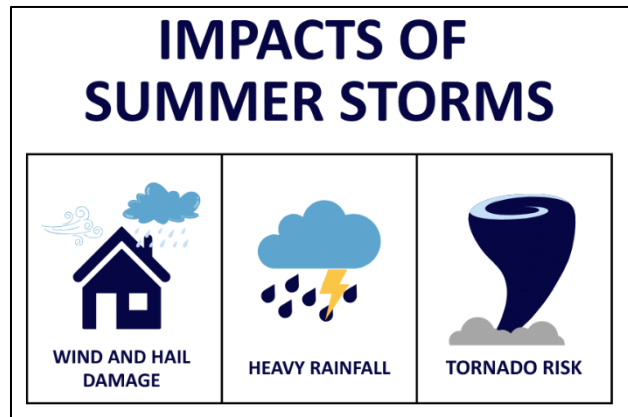 IMPACTS OF
SUMMER STORMS
WIND AND HAIL
DAMAGE
HEAVY RAINFALL
TORNADO RISK